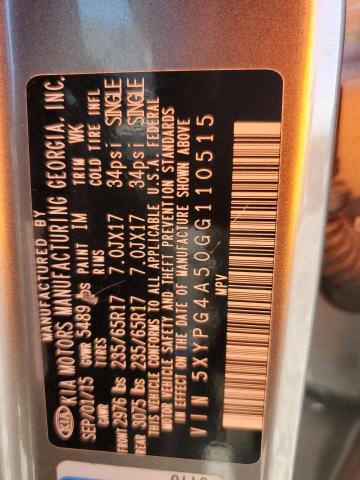 MANUFACTURED BY
KIA KIA MOTORS MANUFACTURING GEORGIA, INC.
SEP/01/15 GVWR 5489 lbs PAINT IM TRIM WK
GAWR TIRES RIMS COLD TIRE INFL
FRONT 2976 lbs 235/65R17 7.0JX17 34psi SINGLE
REAR 3075 lbs 235/65R17 7.0JX17 34psi SINGLE
THIS VEHICLE CONFORMS TO ALL APPLICABLE U.S.A. FEDERAL
MOTOR VEHICLE SAFETY AND THEFT PREVENTION STANDARDS
IN EFFECT ON THE DATE OF MANUFACTURE SHOWN ABOVE
VIN 5XYPG4A50GG110515
MPV